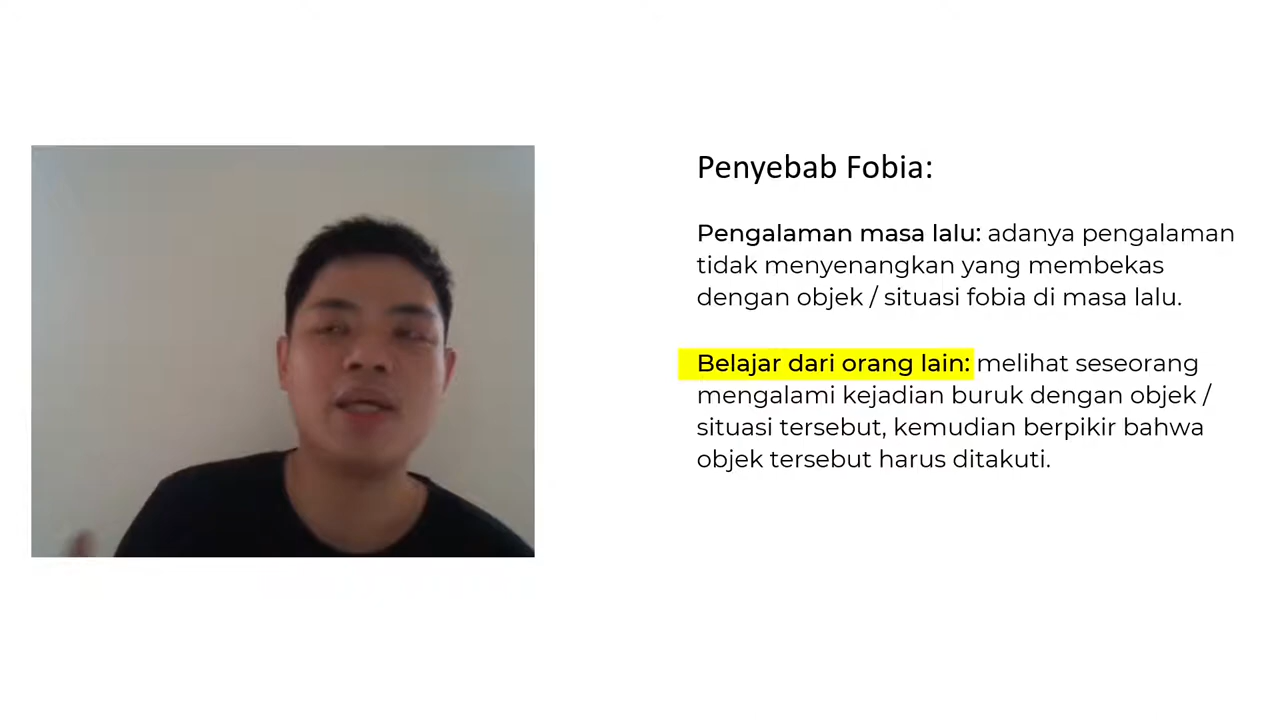 Penyebab Fobia:
Pengalaman masa lalu: adanya pengalaman
tidak menyenangkan yang membekas
dengan objek / situasi fobia di masa lalu.
Belajar dari orang lain: melihat seseorang
mengalami kejadian buruk dengan objek /
situasi tersebut, kemudian berpikir bahwa
objek tersebut harus ditakuti.